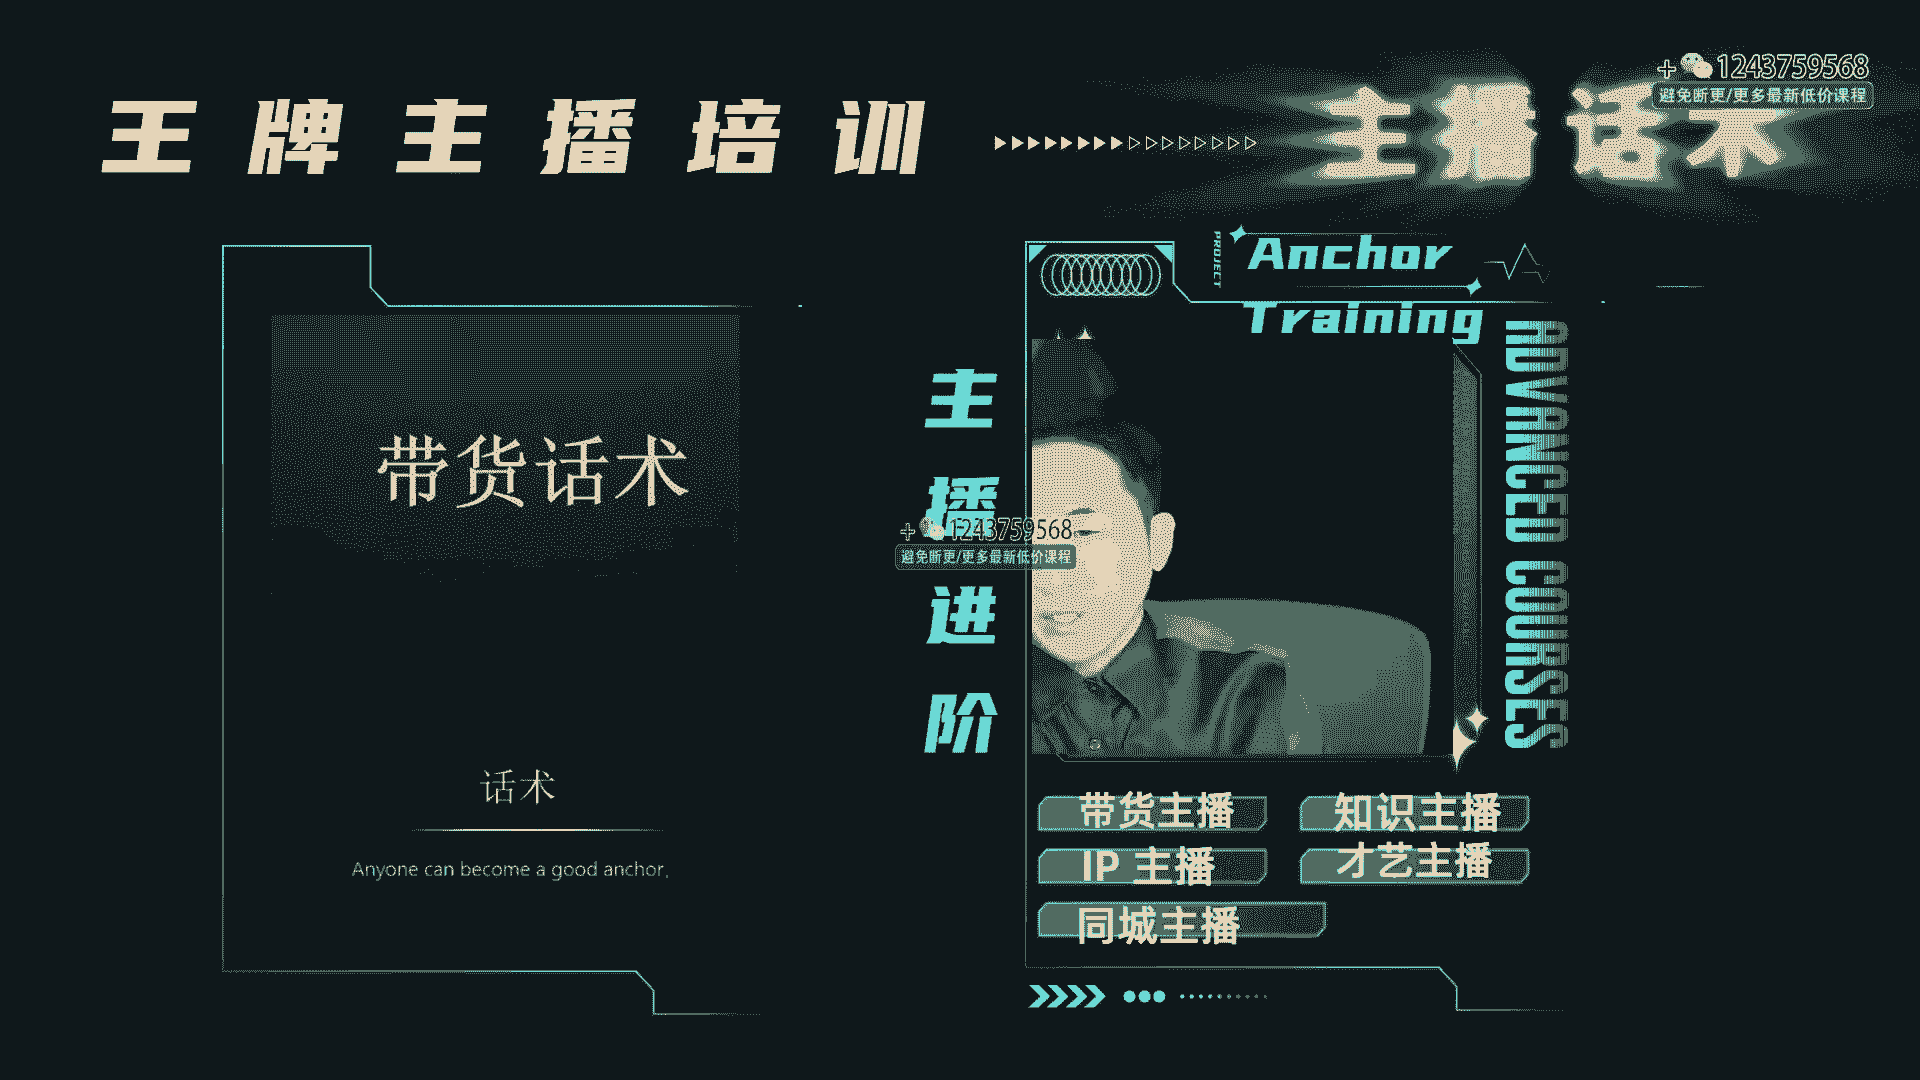 王牌主播培训
主播话术
+ 1243759568
避免断更/更多最新低价课程
PROJECT
Anchor
Training
ADVANCED COURSES
带货话术
话术
Anyone can become a good anchor,
主播进阶
+ 1243759568
避免断更/更多最新低价课程
带货主播
知识主播
IP 主播
才艺主播
同城主播